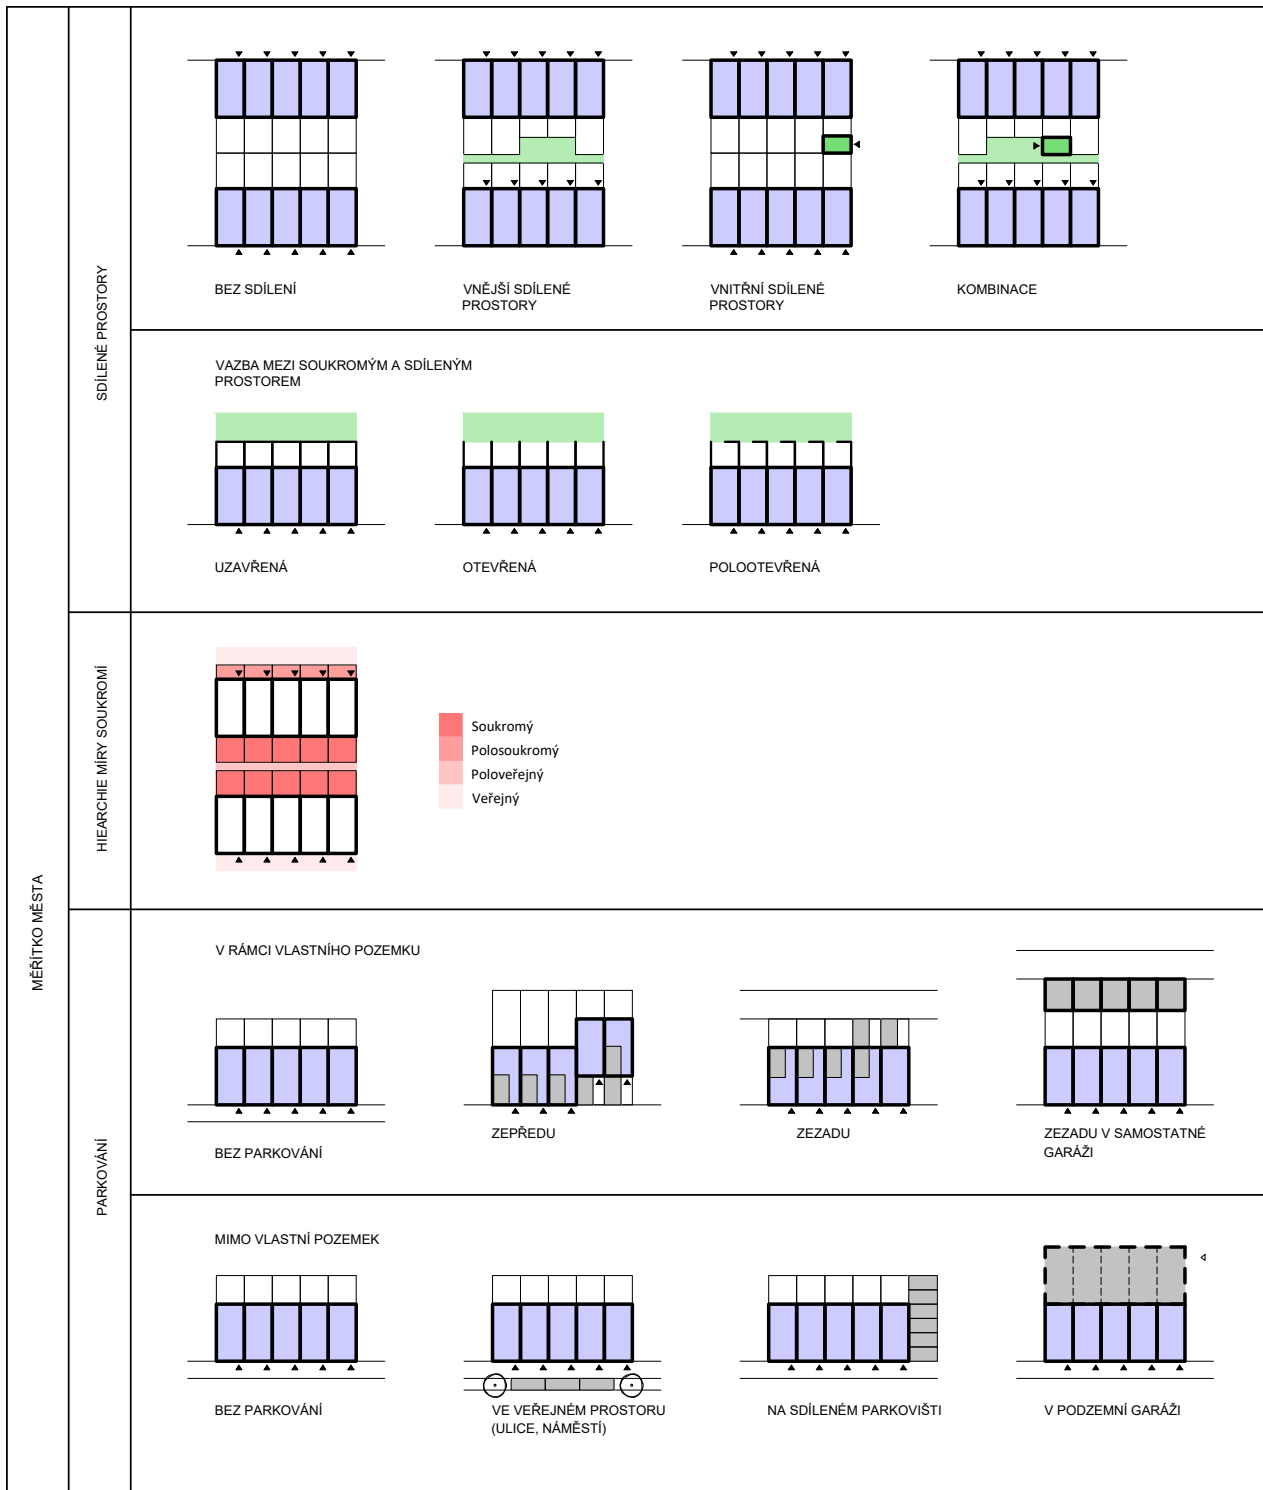 MĚŘÍTKO MĚSTA
SDÍLENÉ PROSTORY
BEZ SDÍLENÍ
VNĚJŠÍ SDÍLENÉ
PROSTORY
VNITŘNÍ SDÍLENÉ
PROSTORY
KOMBINACE
VAZBA MEZI SOUKROMÝM A SDÍLENÝM
PROSTOREM
UZAVŘENÁ
OTEVŘENÁ
POLOOTEVŘENÁ
HIEARCHIE MÍRY SOUKROMÍ
Soukromý
Polosoukromý
Poloveřejný
Veřejný
PARKOVÁNÍ
V RÁMCI VLASTNÍHO POZEMKU
BEZ PARKOVÁNÍ
ZEPŘEDU
ZEZADU
ZEZADU V SAMOSTATNÉ
GARÁŽI
MIMO VLASTNÍ POZEMEK
BEZ PARKOVÁNÍ
VE VEŘEJNÉM PROSTORU
(ULICE, NÁMĚSTÍ)
NA SDÍLENÉM PARKOVIŠTI
V PODZEMNÍ GARÁŽI